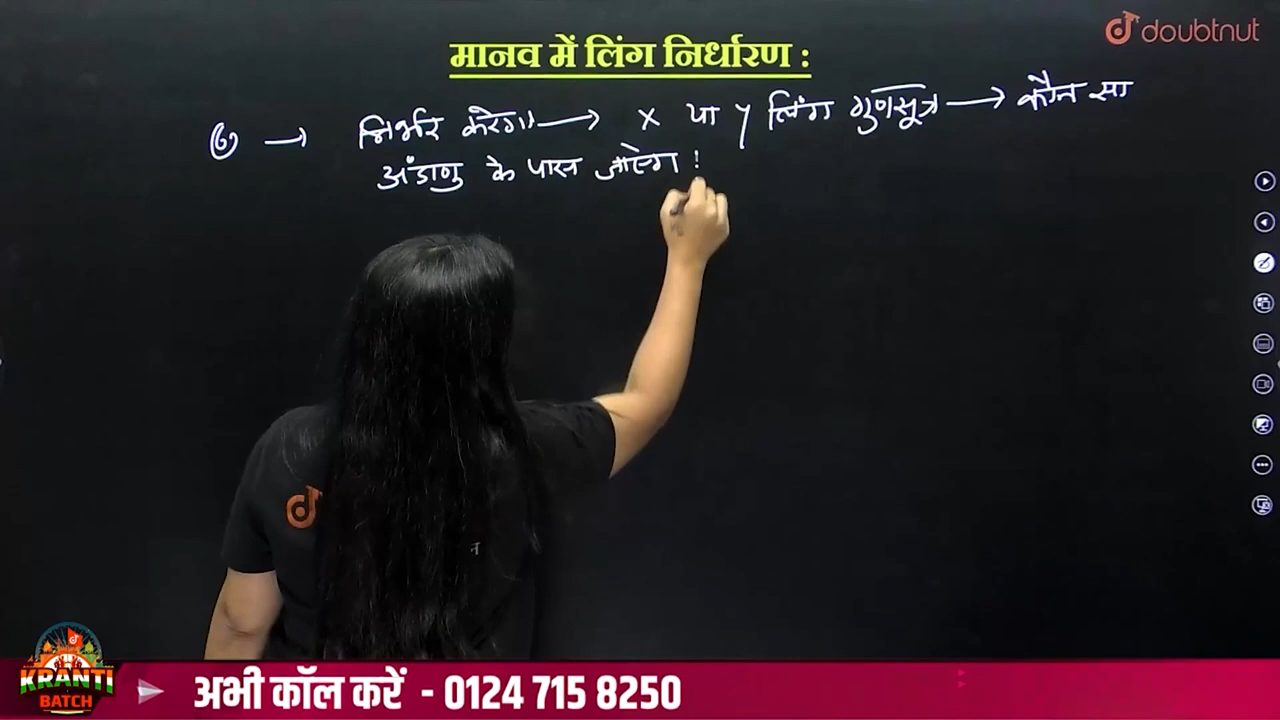 doubtnut
मानव में लिंग निर्धारण :
→ निर्भर करेगा → X या Y लिंग गुणसूत्र → कौन सा
अंडाणु के पास जाएगा !
KRANTI
BATCH
अभी कॉल करें - 0124 715 8250